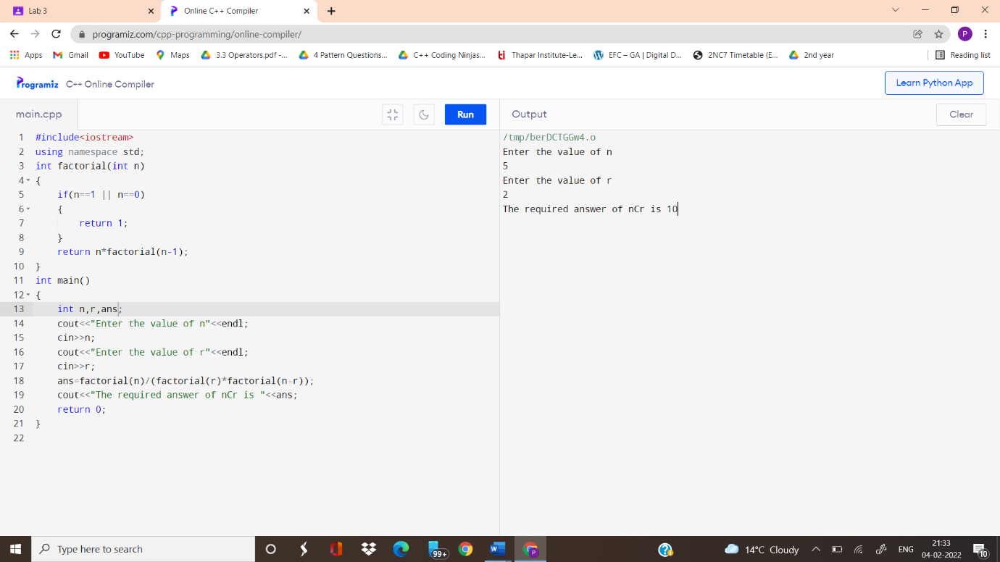 Lab 3
Online C++ Compiler
programiz.com/cpp-programming/online-compiler/
P
Apps Gmail YouTube Maps 3.3 Operators.pdf -... 4 Pattern Questions... C++ Coding Ninjas... ti Thapar Institute-Le... EFC – GA | Digital D... 2NC7 Timetable (E... 2nd year Reading list
Programiz C++ Online Compiler
Learn Python App
main.cpp
Run
Output
Clear
1 #include<iostream>
2 using namespace std;
3 int factorial(int n)
4 {
5 if(n==1 || n==0)
6 {
7 return 1;
8 }
9 return n*factorial(n-1);
10 }
11 int main()
12 {
13 int n,r,ans;
14 cout<<"Enter the value of n"<<endl;
15 cin>>n;
16 cout<<"Enter the value of r"<<endl;
17 cin>>r;
18 ans=factorial(n)/(factorial(r)*factorial(n-r));
19 cout<<"The required answer of nCr is "<<ans;
20 return 0;
21 }
22
/tmp/berDCTGGw4.o
Enter the value of n
5
Enter the value of r
2
The required answer of nCr is 10
Type here to search
99+
W
P
14°C Cloudy
ENG
21:33
04-02-2022
10